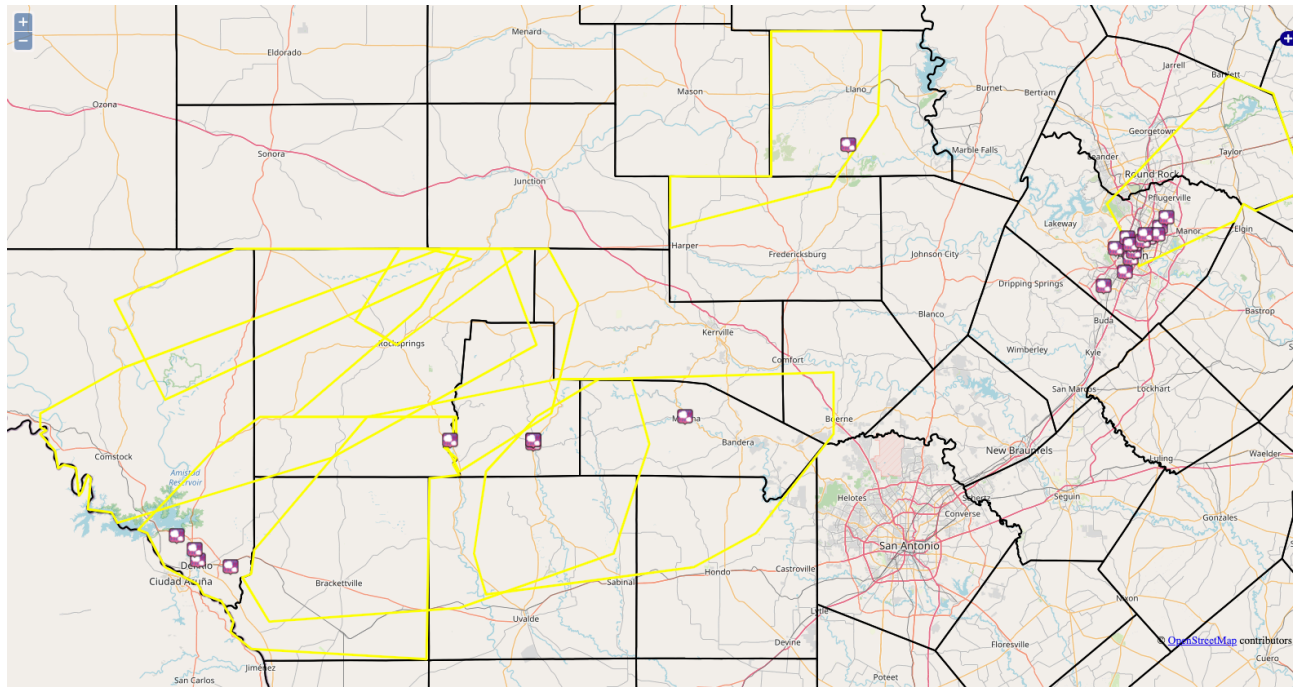 +
−
Menard
Eldorado
Jarrell
Bartlett
Ozona
Mason
Llano
Burnet
Bertram
Georgetown
Sonora
Marble Falls
Leander
Taylor
Junction
Round Rock
Pflugerville
Lakeway
Manor
Elgin
Harper
Fredericksburg
Johnson City
Dripping Springs
Buda
Bastrop
Blanco
Rocksprings
Kerrville
Wimberley
Kyle
Comfort
San Marcos
Lockhart
Boerne
Bandera
Comstock
New Braunfels
Luling
Waelder
Amistad
Reservoir
Helotes
Schertz
Seguin
Converse
Gonzales
San Antonio
Del Rio
Ciudad Acuña
Brackettville
Sabinal
Hondo
Castroville
Uvalde
Lytle
Nixon
Devine
Floresville
© OpenStreetMap contributors
Jiménez
Cuero
San Carlos
Poteet